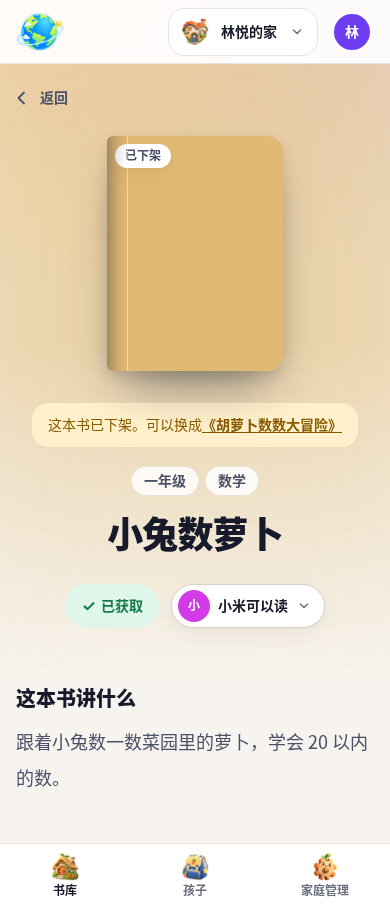 林悦的家
林
返回
已下架
这本书已下架。可以换成《胡萝卜数数大冒险》
一年级
数学
小兔数萝卜
已获取
小
小米可以读
这本书讲什么
跟着小兔数一数菜园里的萝卜，学会 20 以内
的数。
书库
孩子
家庭管理